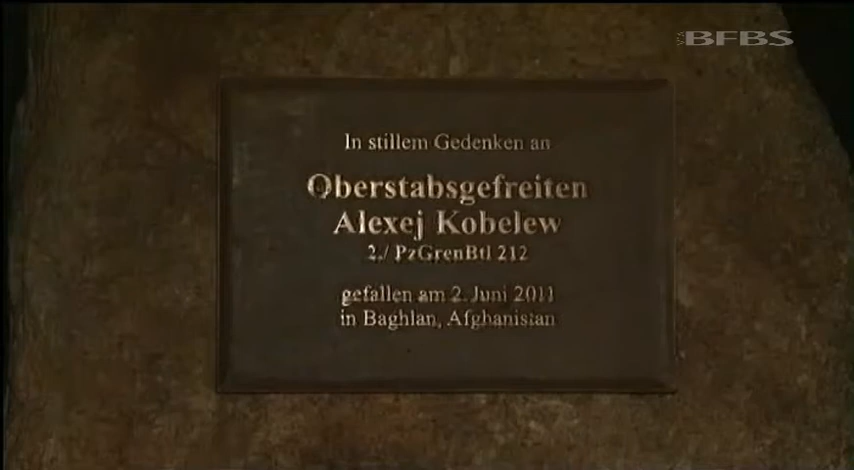 BFBS
In stillem Gedenken an
Oberstabsgefreiten
Alexej Kobelew
2./ PzGrenBtl 212
gefallen am 2. Juni 2011
in Baghlan, Afghanistan